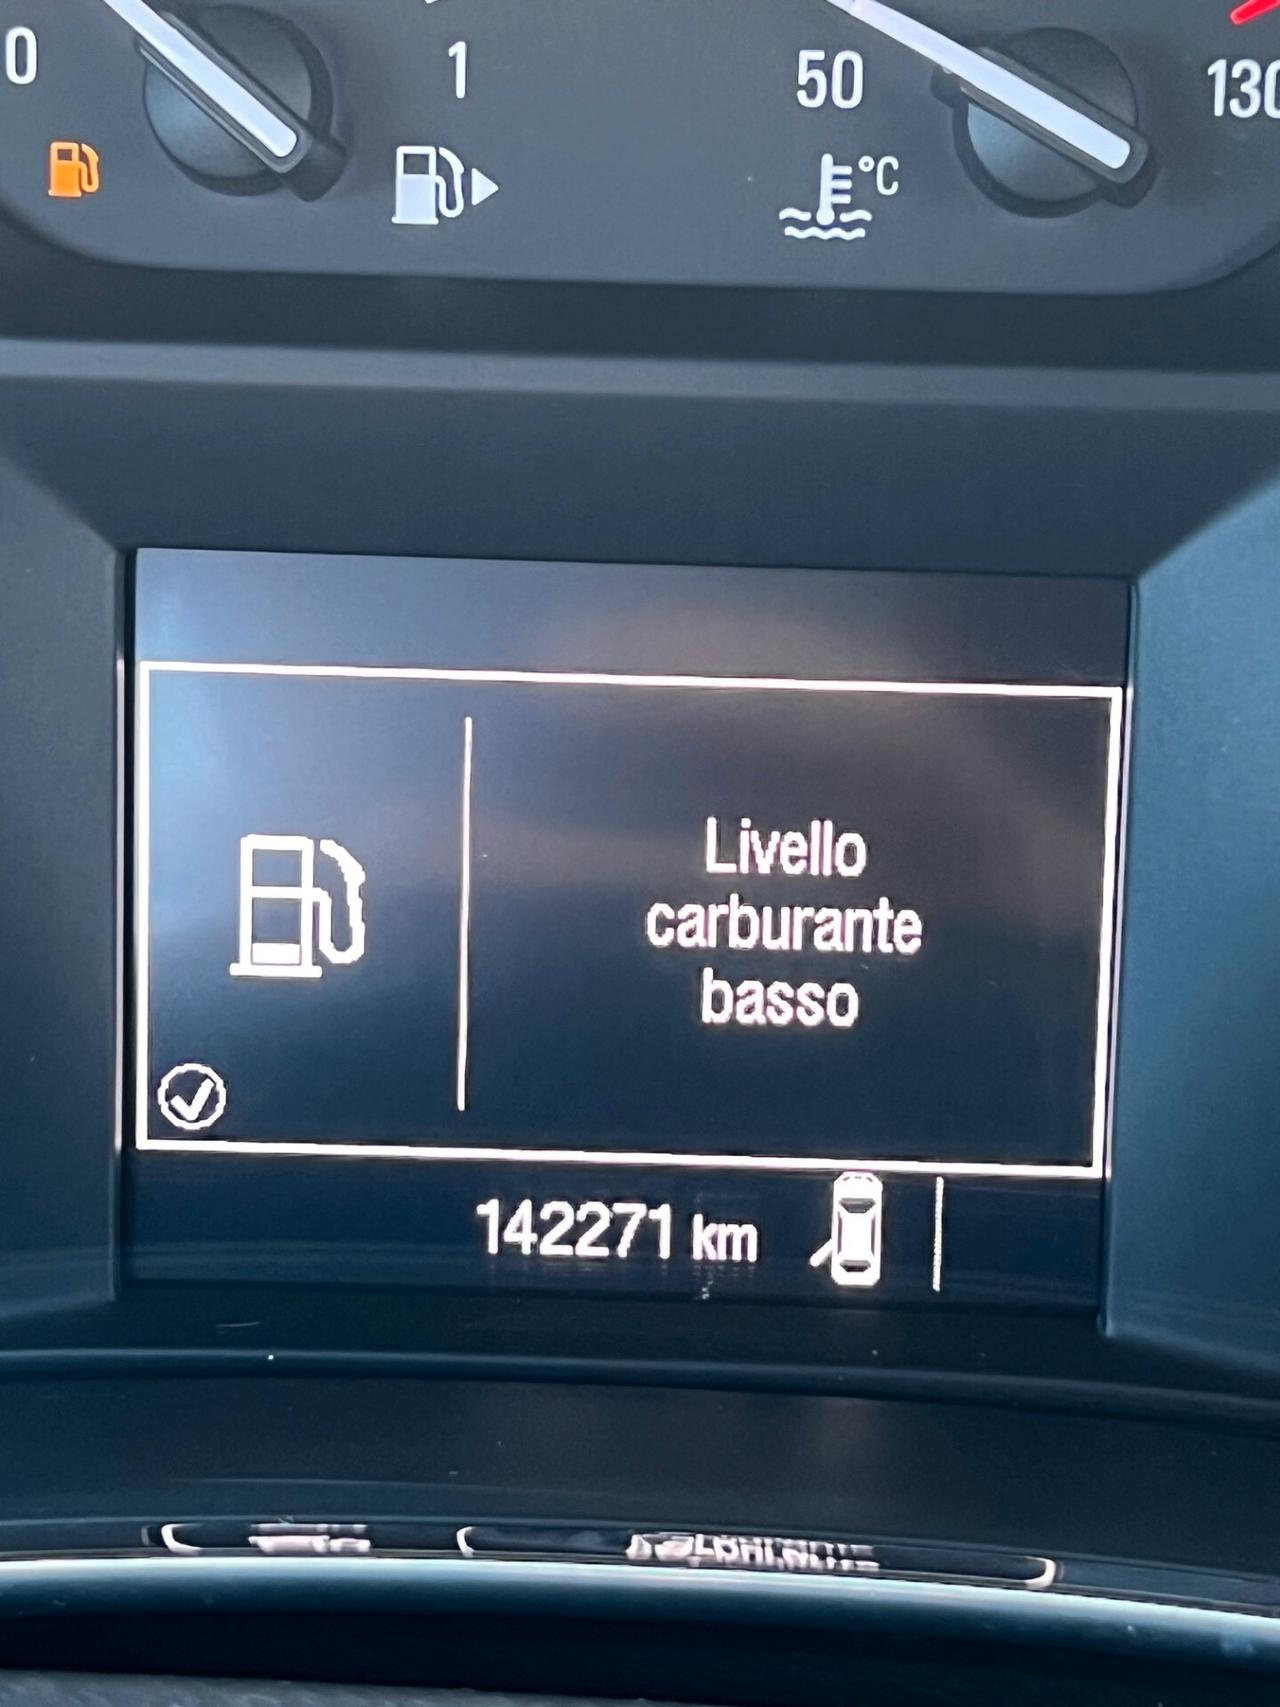 0 1 50 130
°C
Livello
carburante
basso
142271 km